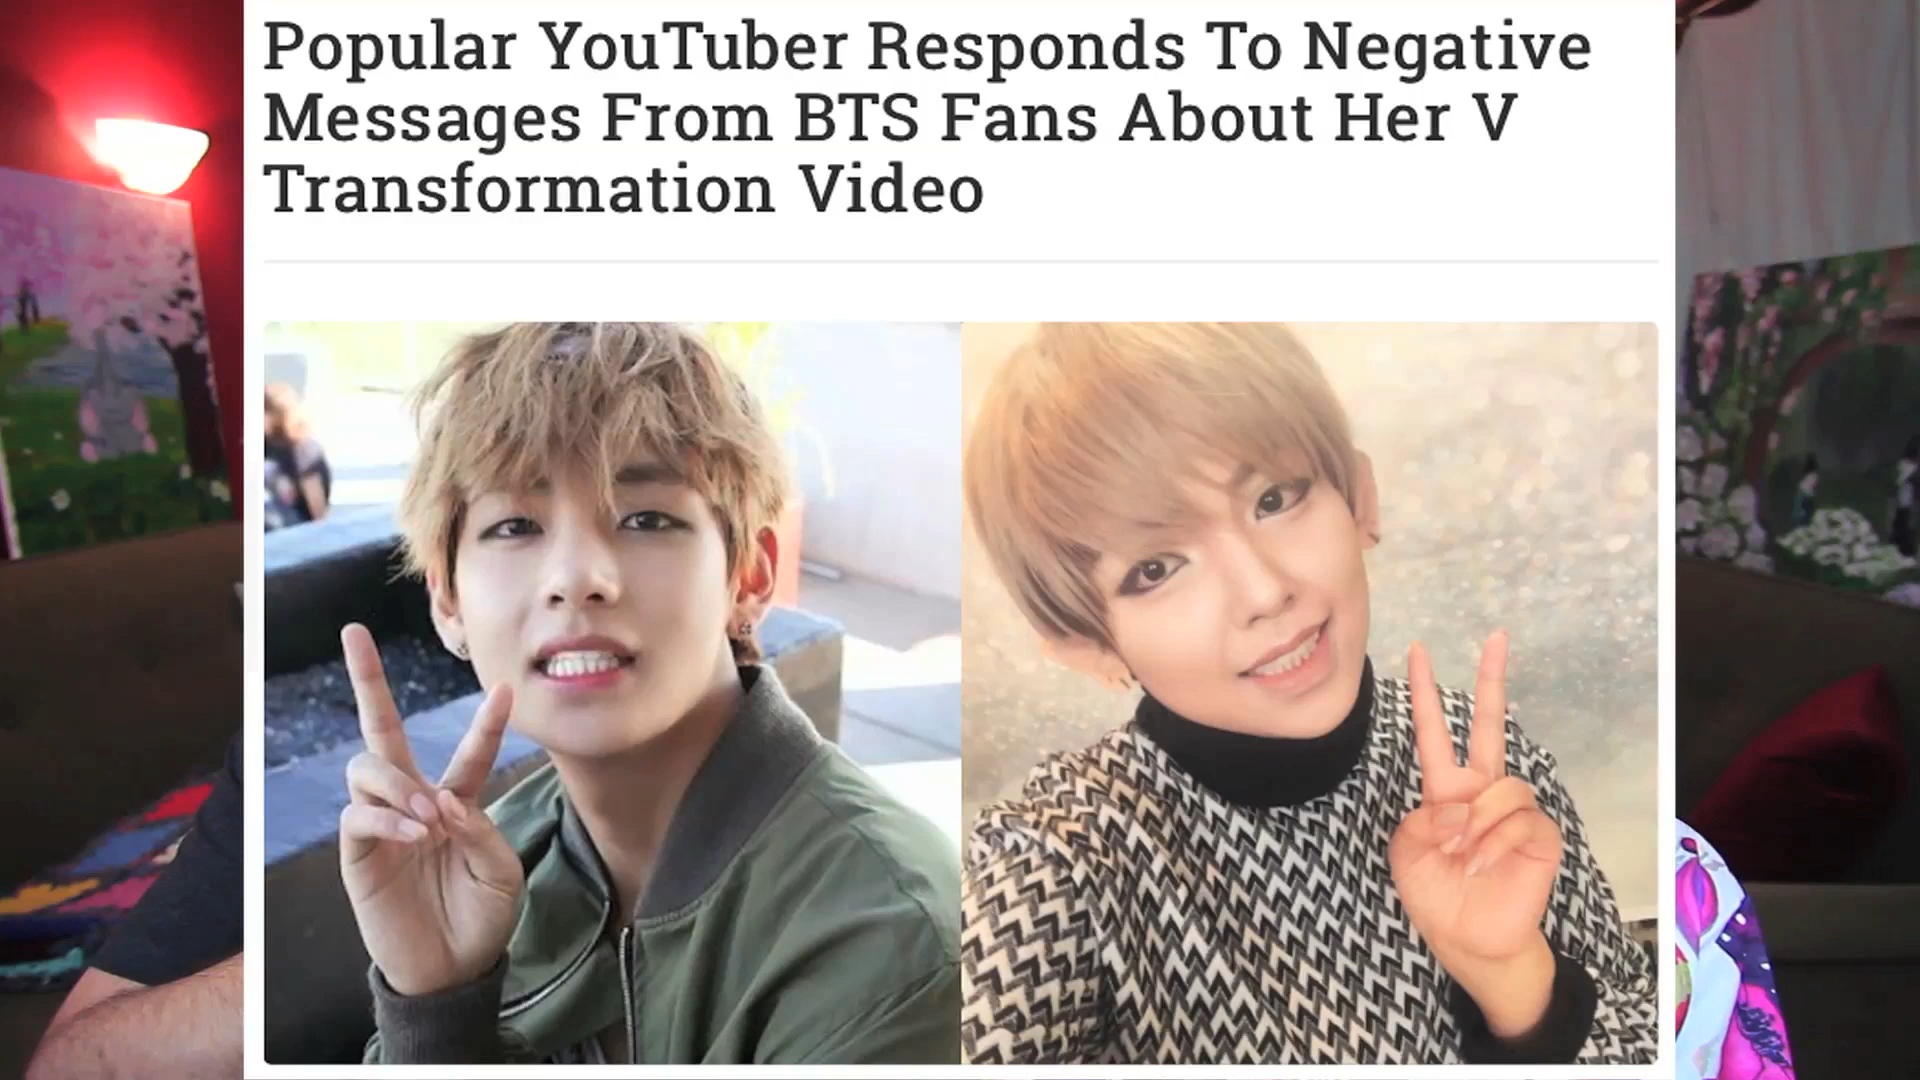 Popular YouTuber Responds To Negative
Messages From BTS Fans About Her V
Transformation Video